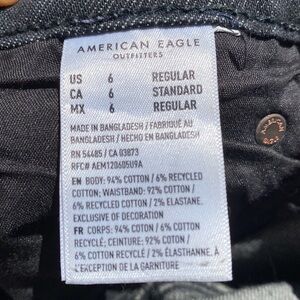 AMERICAN EAGLE
OUTFITTERS
US 6 REGULAR
CA 6 STANDARD
MX 6 REGULAR
MADE IN BANGLADESH / FABRIQUÉ AU
BANGLADESH / HECHO EN BANGLADESH
RN 54485 / CA 03873
RFC# AEM120605U9A
EN: BODY: 94% COTTON / 6% RECYCLED
COTTON; WAISTBAND: 92% COTTON /
6% RECYCLED COTTON / 2% ELASTANE.
EXCLUSIVE OF DECORATION
FR: CORPS: 94% COTON / 6% COTON
RECYCLÉ; CEINTURE: 92% COTON /
6% COTON RECYCLÉ / 2% ÉLASTHANNE. À
L'EXCEPTION DE LA GARNITURE